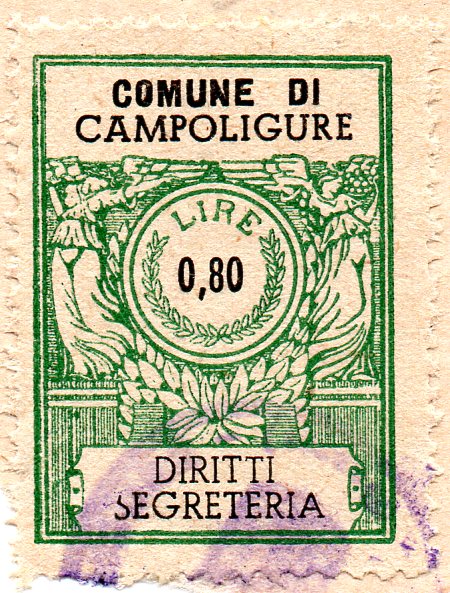 COMUNE DI
CAMPOLIGURE
LIRE
0,80
DIRITTI
SEGRETERIA